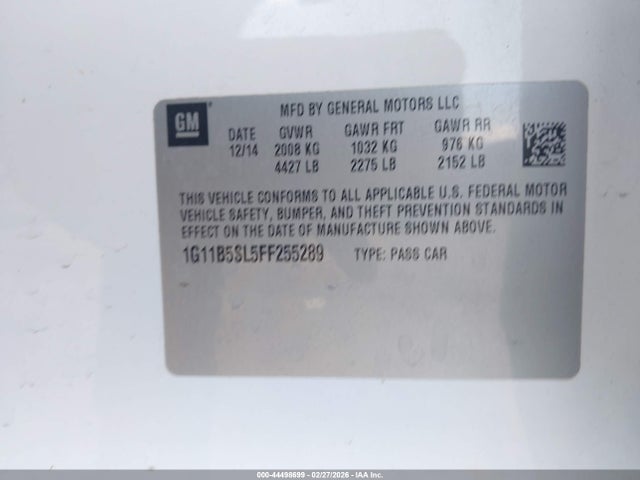 GM
MFD BY GENERAL MOTORS LLC
DATE GVWR GAWR FRT GAWR RR
12/14 2008 KG 1032 KG 976 KG
4427 LB 2275 LB 2152 LB
THIS VEHICLE CONFORMS TO ALL APPLICABLE U.S. FEDERAL MOTOR
VEHICLE SAFETY, BUMPER, AND THEFT PREVENTION STANDARDS IN
EFFECT ON THE DATE OF MANUFACTURE SHOWN ABOVE.
1G11B5SL5FF255289 TYPE: PASS CAR
000-44498699 - 02/27/2026 - IAA Inc.